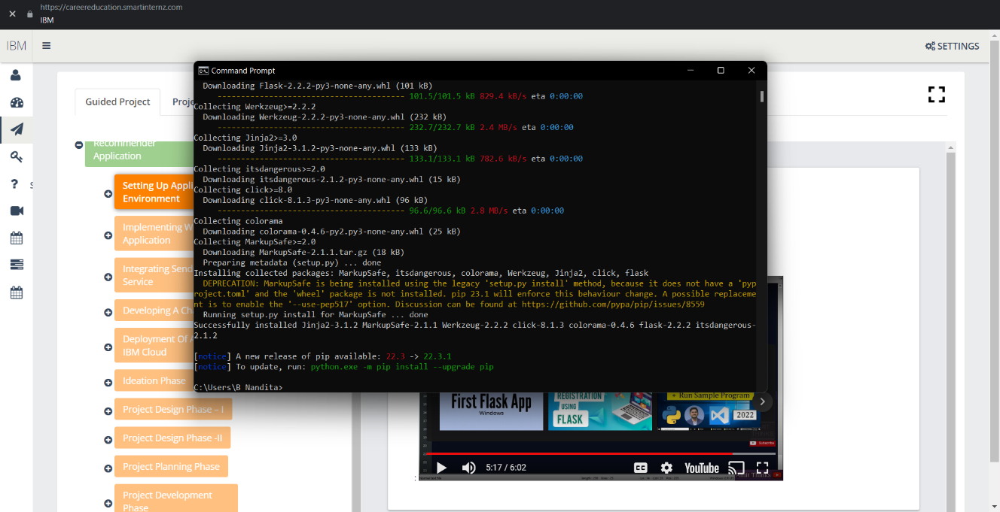 https://careereducation.smartinternz.com
IBM
IBM
SETTINGS
Guided Project
Proje
Recommender
Application
Setting Up Appli
Environment
Implementing W
Application
Integrating Send
Service
Developing A Ch
Deployment Of A
IBM Cloud
Ideation Phase
Project Design Phase – I
Project Design Phase -II
Project Planning Phase
Project Development
Phase
Command Prompt
Downloading Flask-2.2.2-py3-none-any.whl (101 kB)
---------------------------------------- 101.5/101.5 kB 829.4 kB/s eta 0:00:00
Collecting Werkzeug>=2.2.2
Downloading Werkzeug-2.2.2-py3-none-any.whl (232 kB)
---------------------------------------- 232.7/232.7 kB 2.4 MB/s eta 0:00:00
Collecting Jinja2>=3.0
Downloading Jinja2-3.1.2-py3-none-any.whl (133 kB)
---------------------------------------- 133.1/133.1 kB 782.6 kB/s eta 0:00:00
Collecting itsdangerous>=2.0
Downloading itsdangerous-2.1.2-py3-none-any.whl (15 kB)
Collecting click>=8.0
Downloading click-8.1.3-py3-none-any.whl (96 kB)
---------------------------------------- 96.6/96.6 kB 2.8 MB/s eta 0:00:00
Collecting colorama
Downloading colorama-0.4.6-py2.py3-none-any.whl (25 kB)
Collecting MarkupSafe>=2.0
Downloading MarkupSafe-2.1.1.tar.gz (18 kB)
Preparing metadata (setup.py) ... done
Installing collected packages: MarkupSafe, itsdangerous, colorama, Werkzeug, Jinja2, click, flask
DEPRECATION: MarkupSafe is being installed using the legacy 'setup.py install' method, because it does not have a 'pyp
roject.toml' and the 'wheel' package is not installed. pip 23.1 will enforce this behaviour change. A possible replaceme
nt is to enable the '--use-pep517' option. Discussion can be found at https://github.com/pypa/pip/issues/8559
Running setup.py install for MarkupSafe ... done
Successfully installed Jinja2-3.1.2 MarkupSafe-2.1.1 Werkzeug-2.2.2 click-8.1.3 colorama-0.4.6 flask-2.2.2 itsdangerous-
2.1.2
[notice] A new release of pip available: 22.3 -> 22.3.1
[notice] To update, run: python.exe -m pip install --upgrade pip
C:\Users\B Nandita>
First Flask App
Windows
REGISTRATION
USING
FLASK
+ Run Sample Program
2022
Subscribe
5:17 / 6:02
CC
YouTube